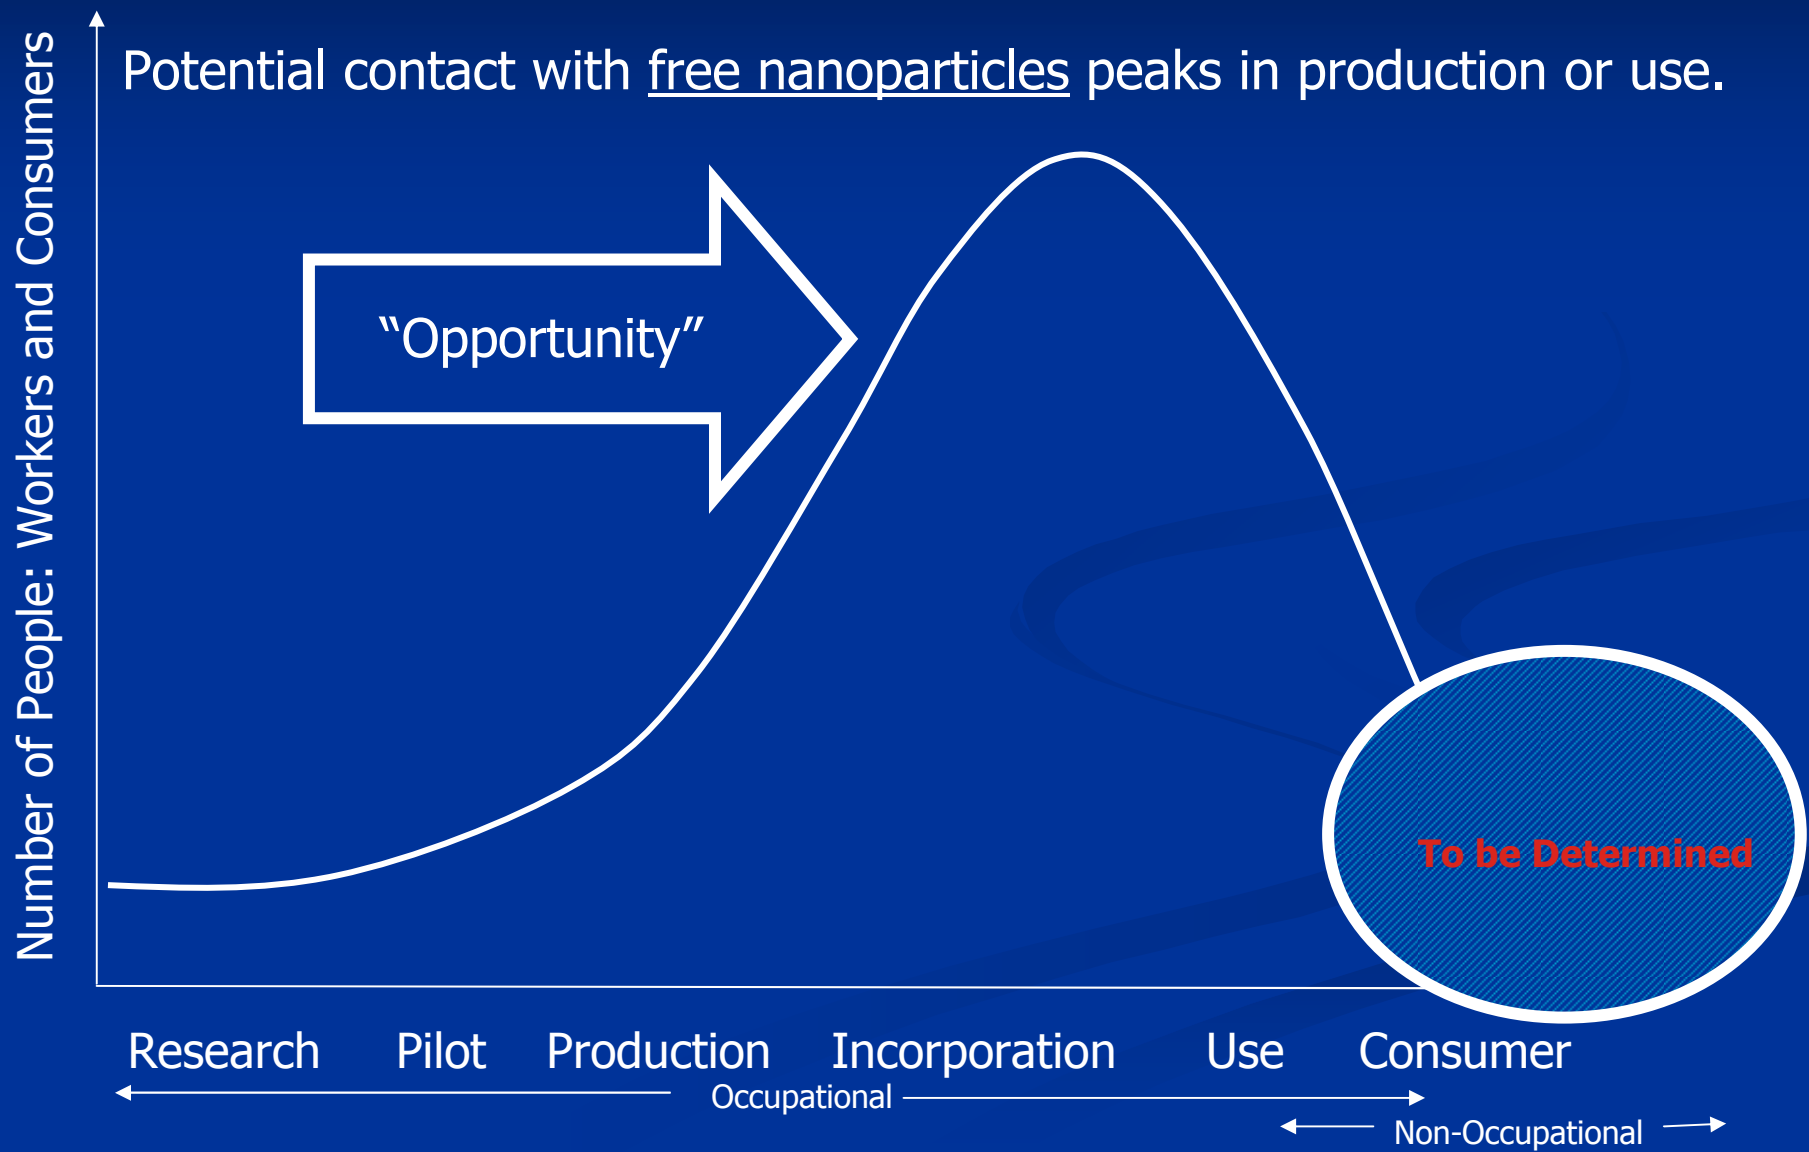 Potential contact with free nanoparticles peaks in production or use.
Number of People: Workers and Consumers
“Opportunity”
To be Determined
Research Pilot Production Incorporation Use Consumer
Occupational
Non-Occupational